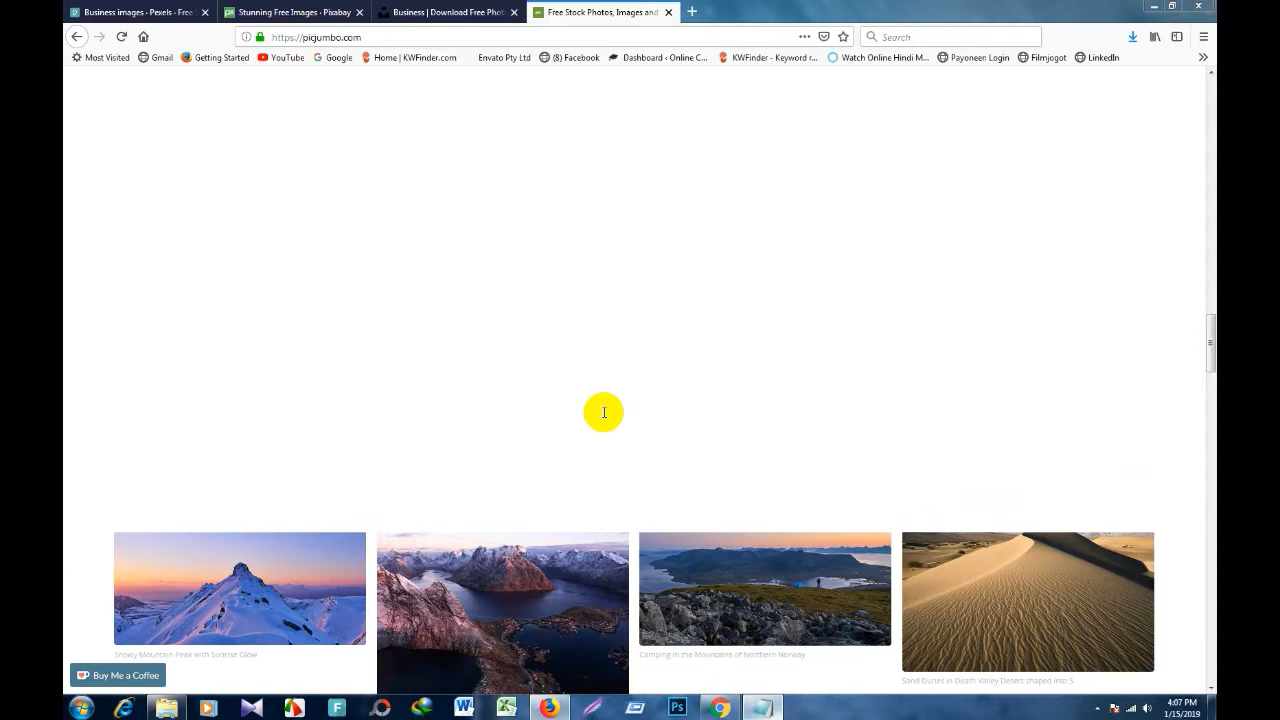 Business images · Pexels · Free
Stunning Free Images · Pixabay
Business | Download Free Phot
Free Stock Photos, Images and
https://picjumbo.com
Search
Most Visited
Gmail
Getting Started
YouTube
Google
Home | KWFinder.com
Envato Pty Ltd
(8) Facebook
Dashboard ‹ Online C...
KWFinder - Keyword r...
Watch Online Hindi M...
Payoneer Login
Filmjogot
LinkedIn
Snowy Mountain Peak with Sunrise Glow
Camping in the Mountains of Northern Norway
Sand Dunes in Death Valley Desert shaped into S
Buy Me a Coffee
4:07 PM
1/15/2019